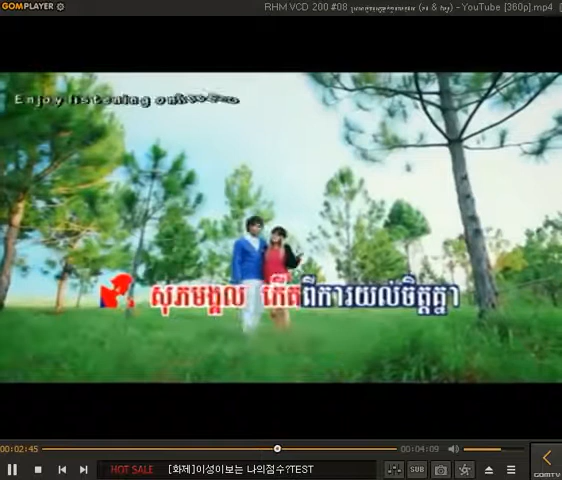 GOMPLAYER
RHM VCD 200 #08 - YouTube [360p].mp4
Enjoy listening on
សុភមង្គល កើតពីការយល់ចិត្តគ្នា
00:02:45
00:04:09
HOT SALE [화제]이성이보는 나의점수?TEST
SUB
GOMTV